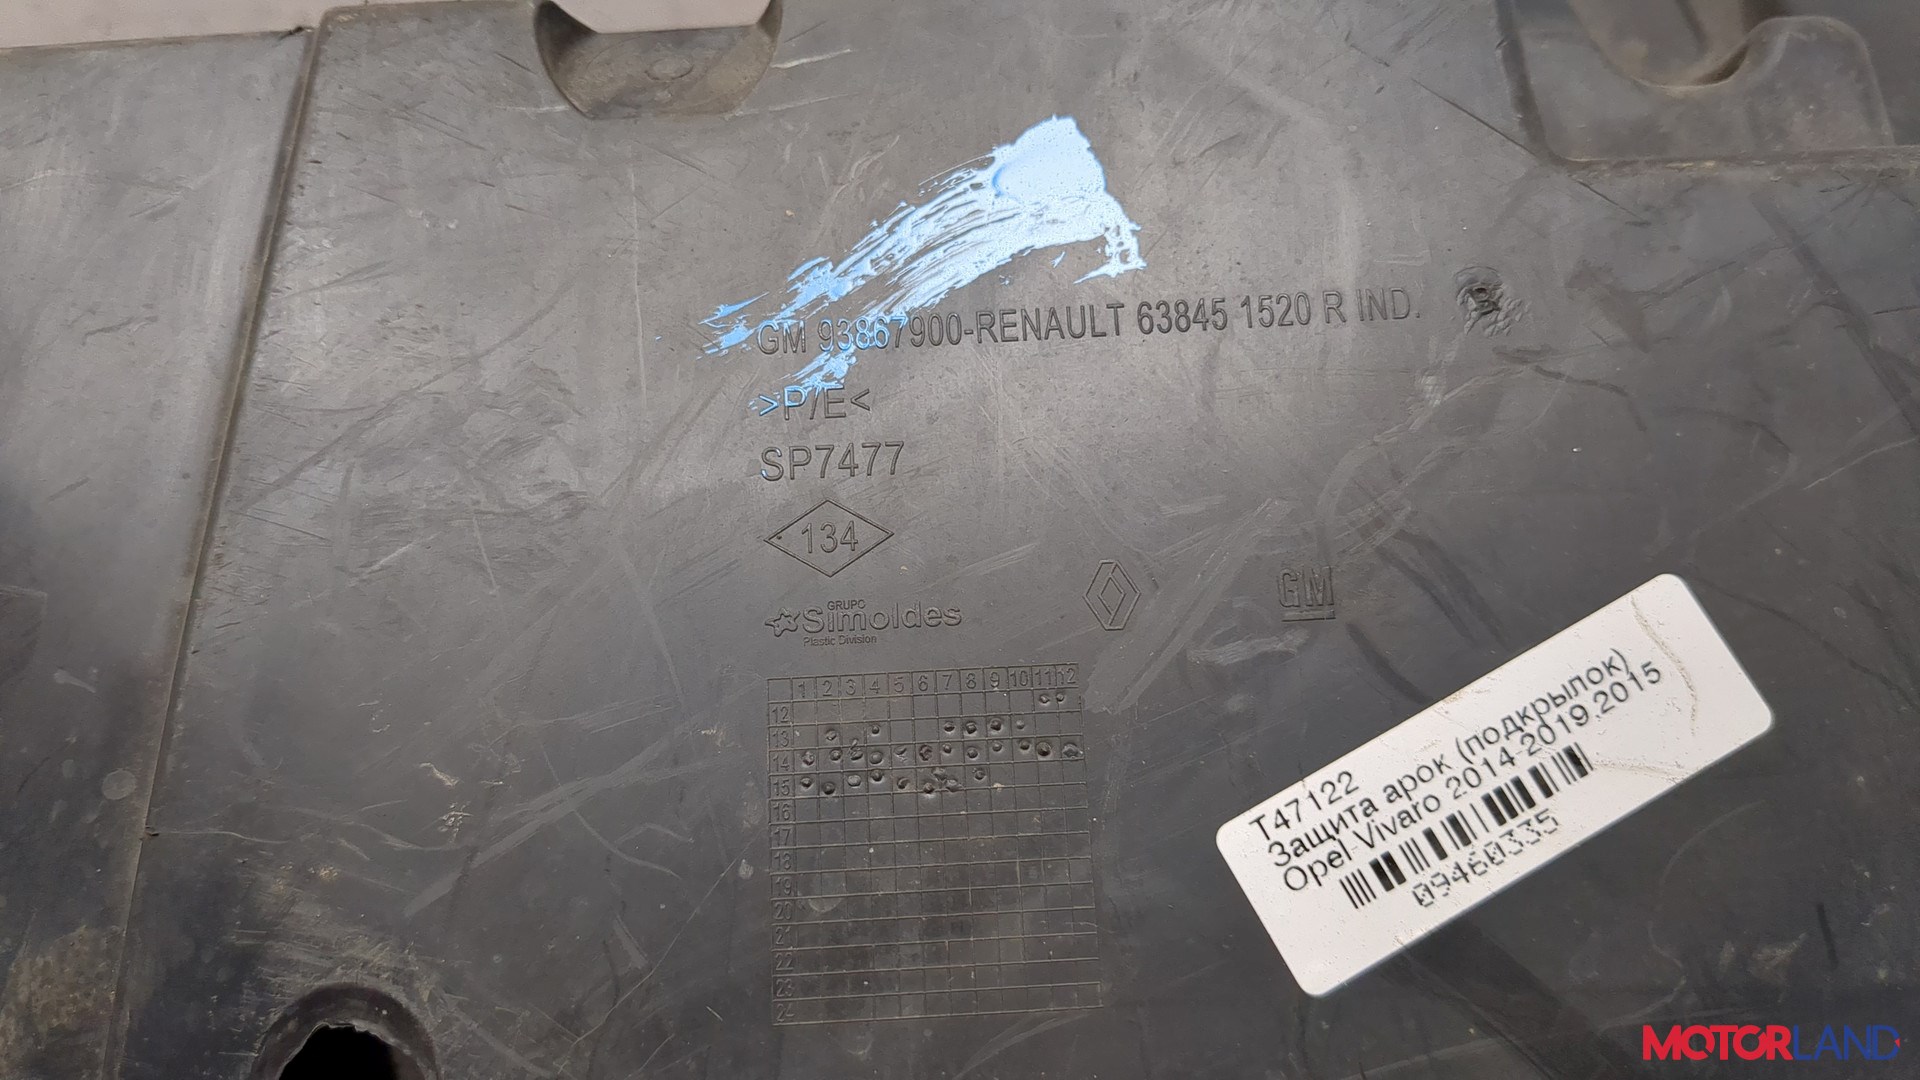 GM 93867900-RENAULT 63845 1520 R IND.
>P/E<
SP7477
134
GRUPO
Simoldes
Plastic Division
GM
1 2 3 4 5 6 7 8 9 10 11 12
12
13
14
15
16
17
18
19
20
21
22
23
24
T47122
Защита арок (подкрылок)
Opel Vivaro 2014-2019 2015
09460335
MOTORLAND